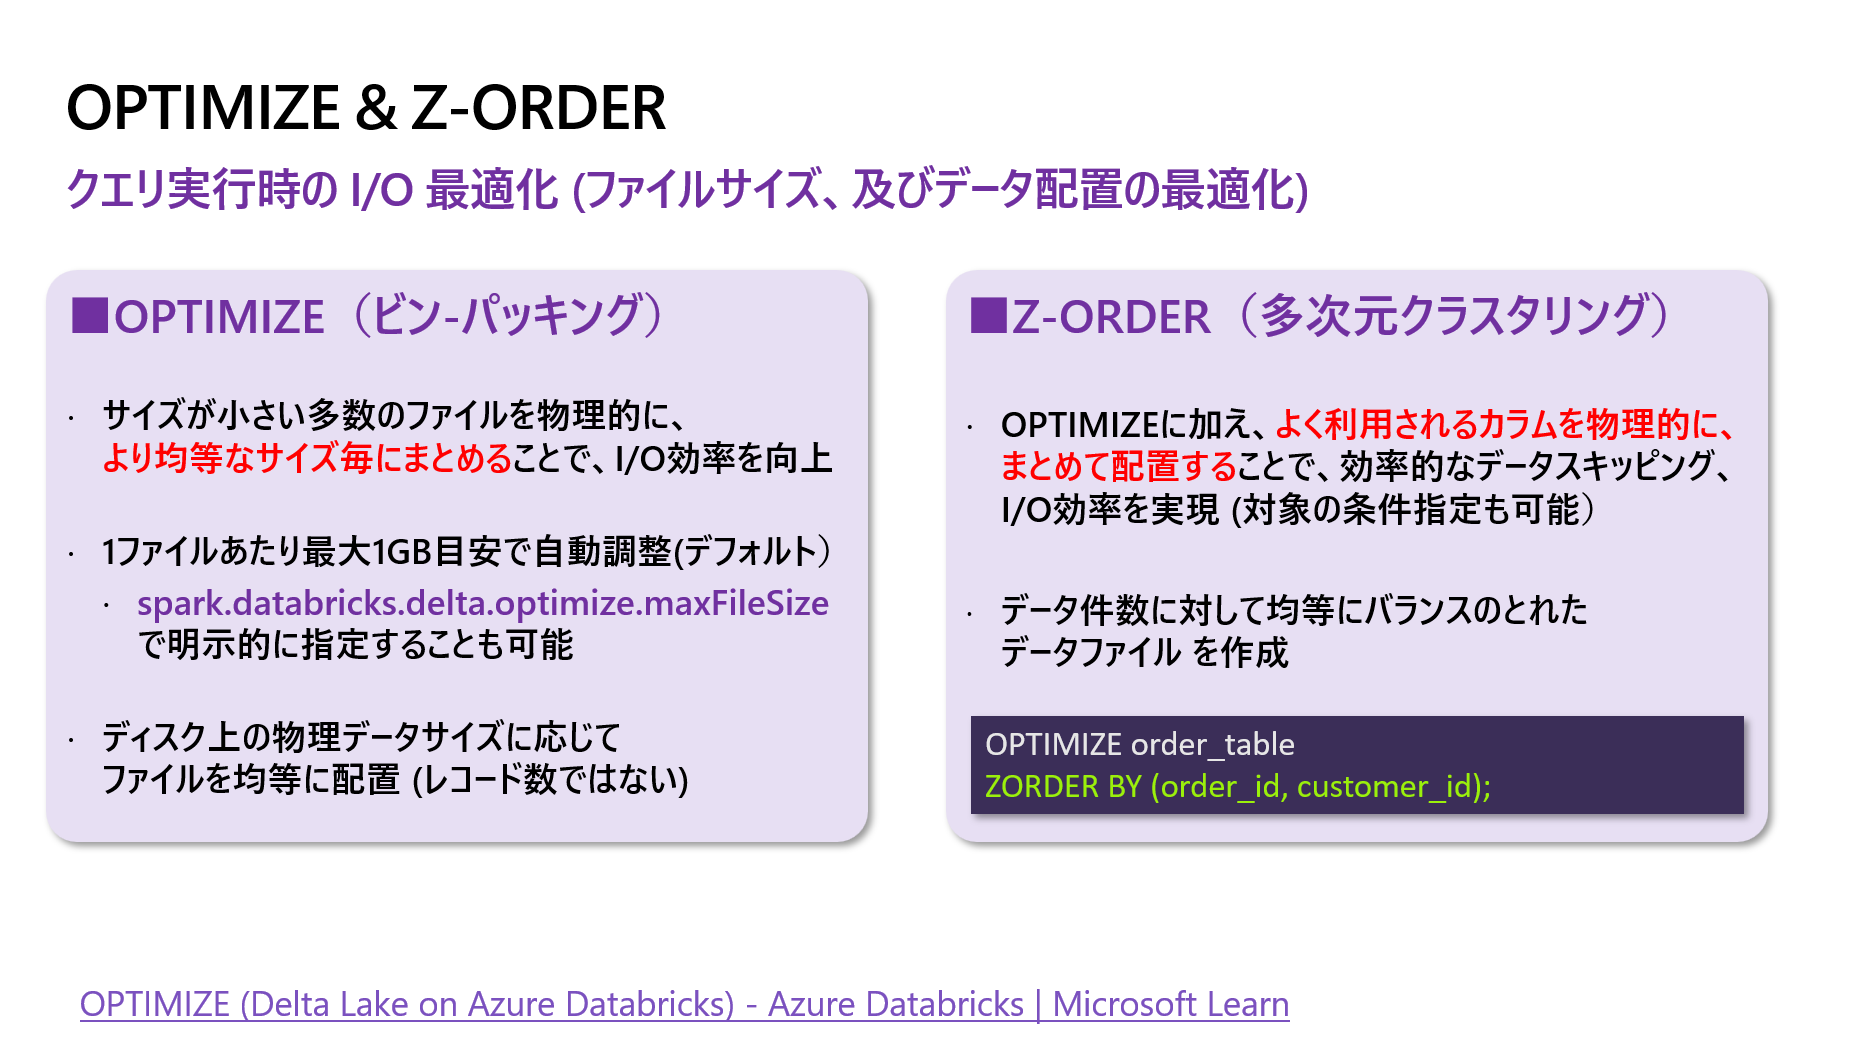 OPTIMIZE & Z-ORDER
クエリ実行時の I/O 最適化 (ファイルサイズ、及びデータ配置の最適化)
■OPTIMIZE（ビン-パッキング）
・ サイズが小さい多数のファイルを物理的に、
より均等なサイズ毎にまとめることで、I/O効率を向上
・ 1ファイルあたり最大1GB目安で自動調整(デフォルト）
・ spark.databricks.delta.optimize.maxFileSize
で明示的に指定することも可能
・ ディスク上の物理データサイズに応じて
ファイルを均等に配置 (レコード数ではない)
■Z-ORDER（多次元クラスタリング）
・ OPTIMIZEに加え、よく利用されるカラムを物理的に、
まとめて配置することで、効率的なデータスキッピング、
I/O効率を実現 (対象の条件指定も可能）
・ データ件数に対して均等にバランスのとれた
データファイル を作成
OPTIMIZE order_table
ZORDER BY (order_id, customer_id);
OPTIMIZE (Delta Lake on Azure Databricks) - Azure Databricks | Microsoft Learn